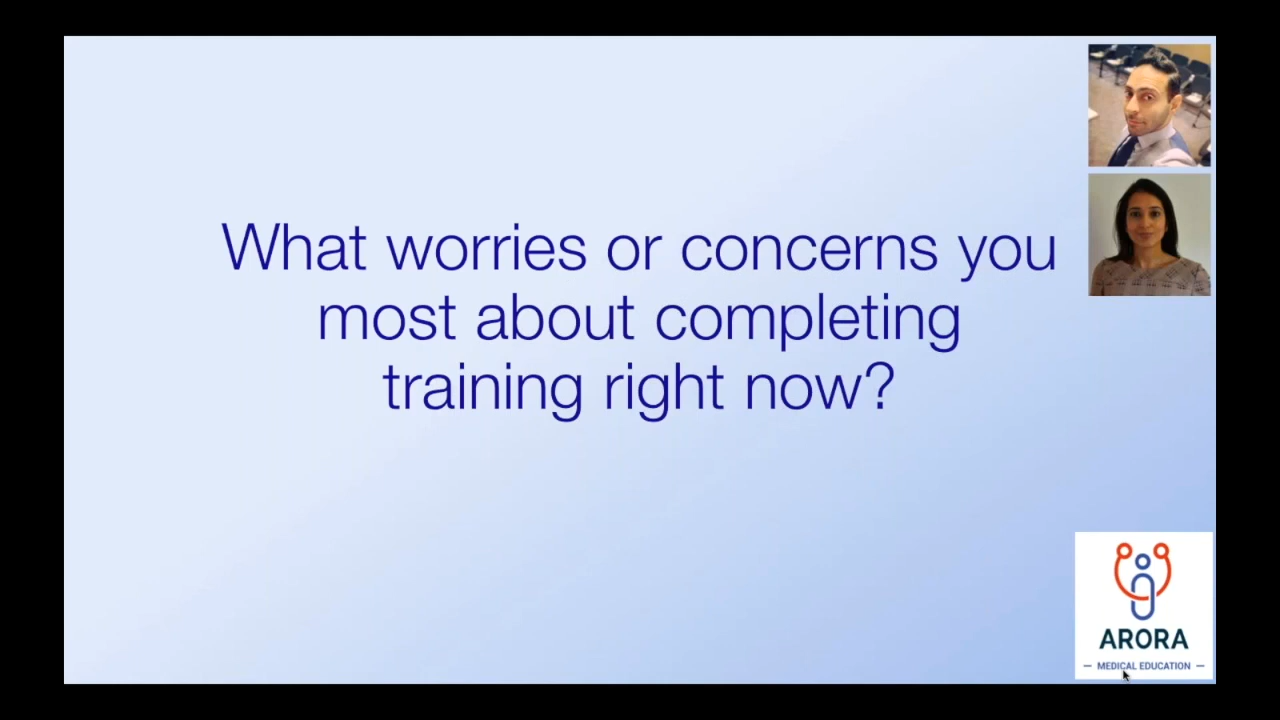 What worries or concerns you
most about completing
training right now?
ARORA
MEDICAL EDUCATION